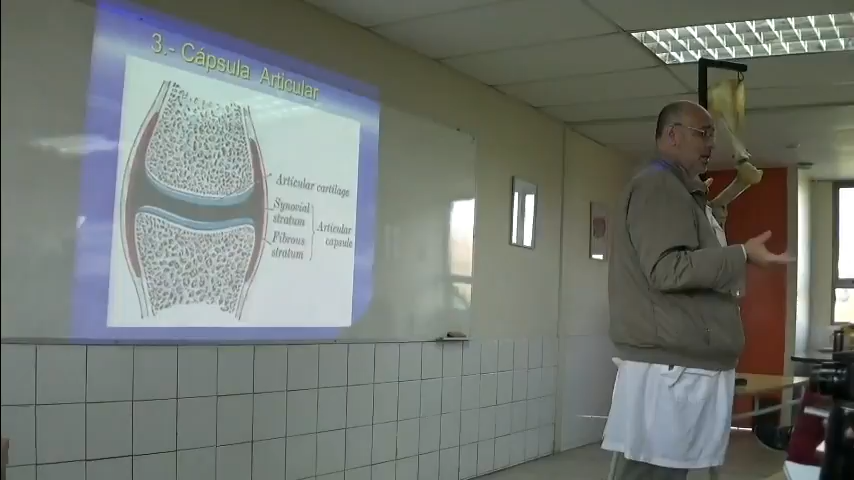 3.- Cápsula Articular
Articular cartilage
Synovial
stratum
Articular
capsule
Fibrous
stratum